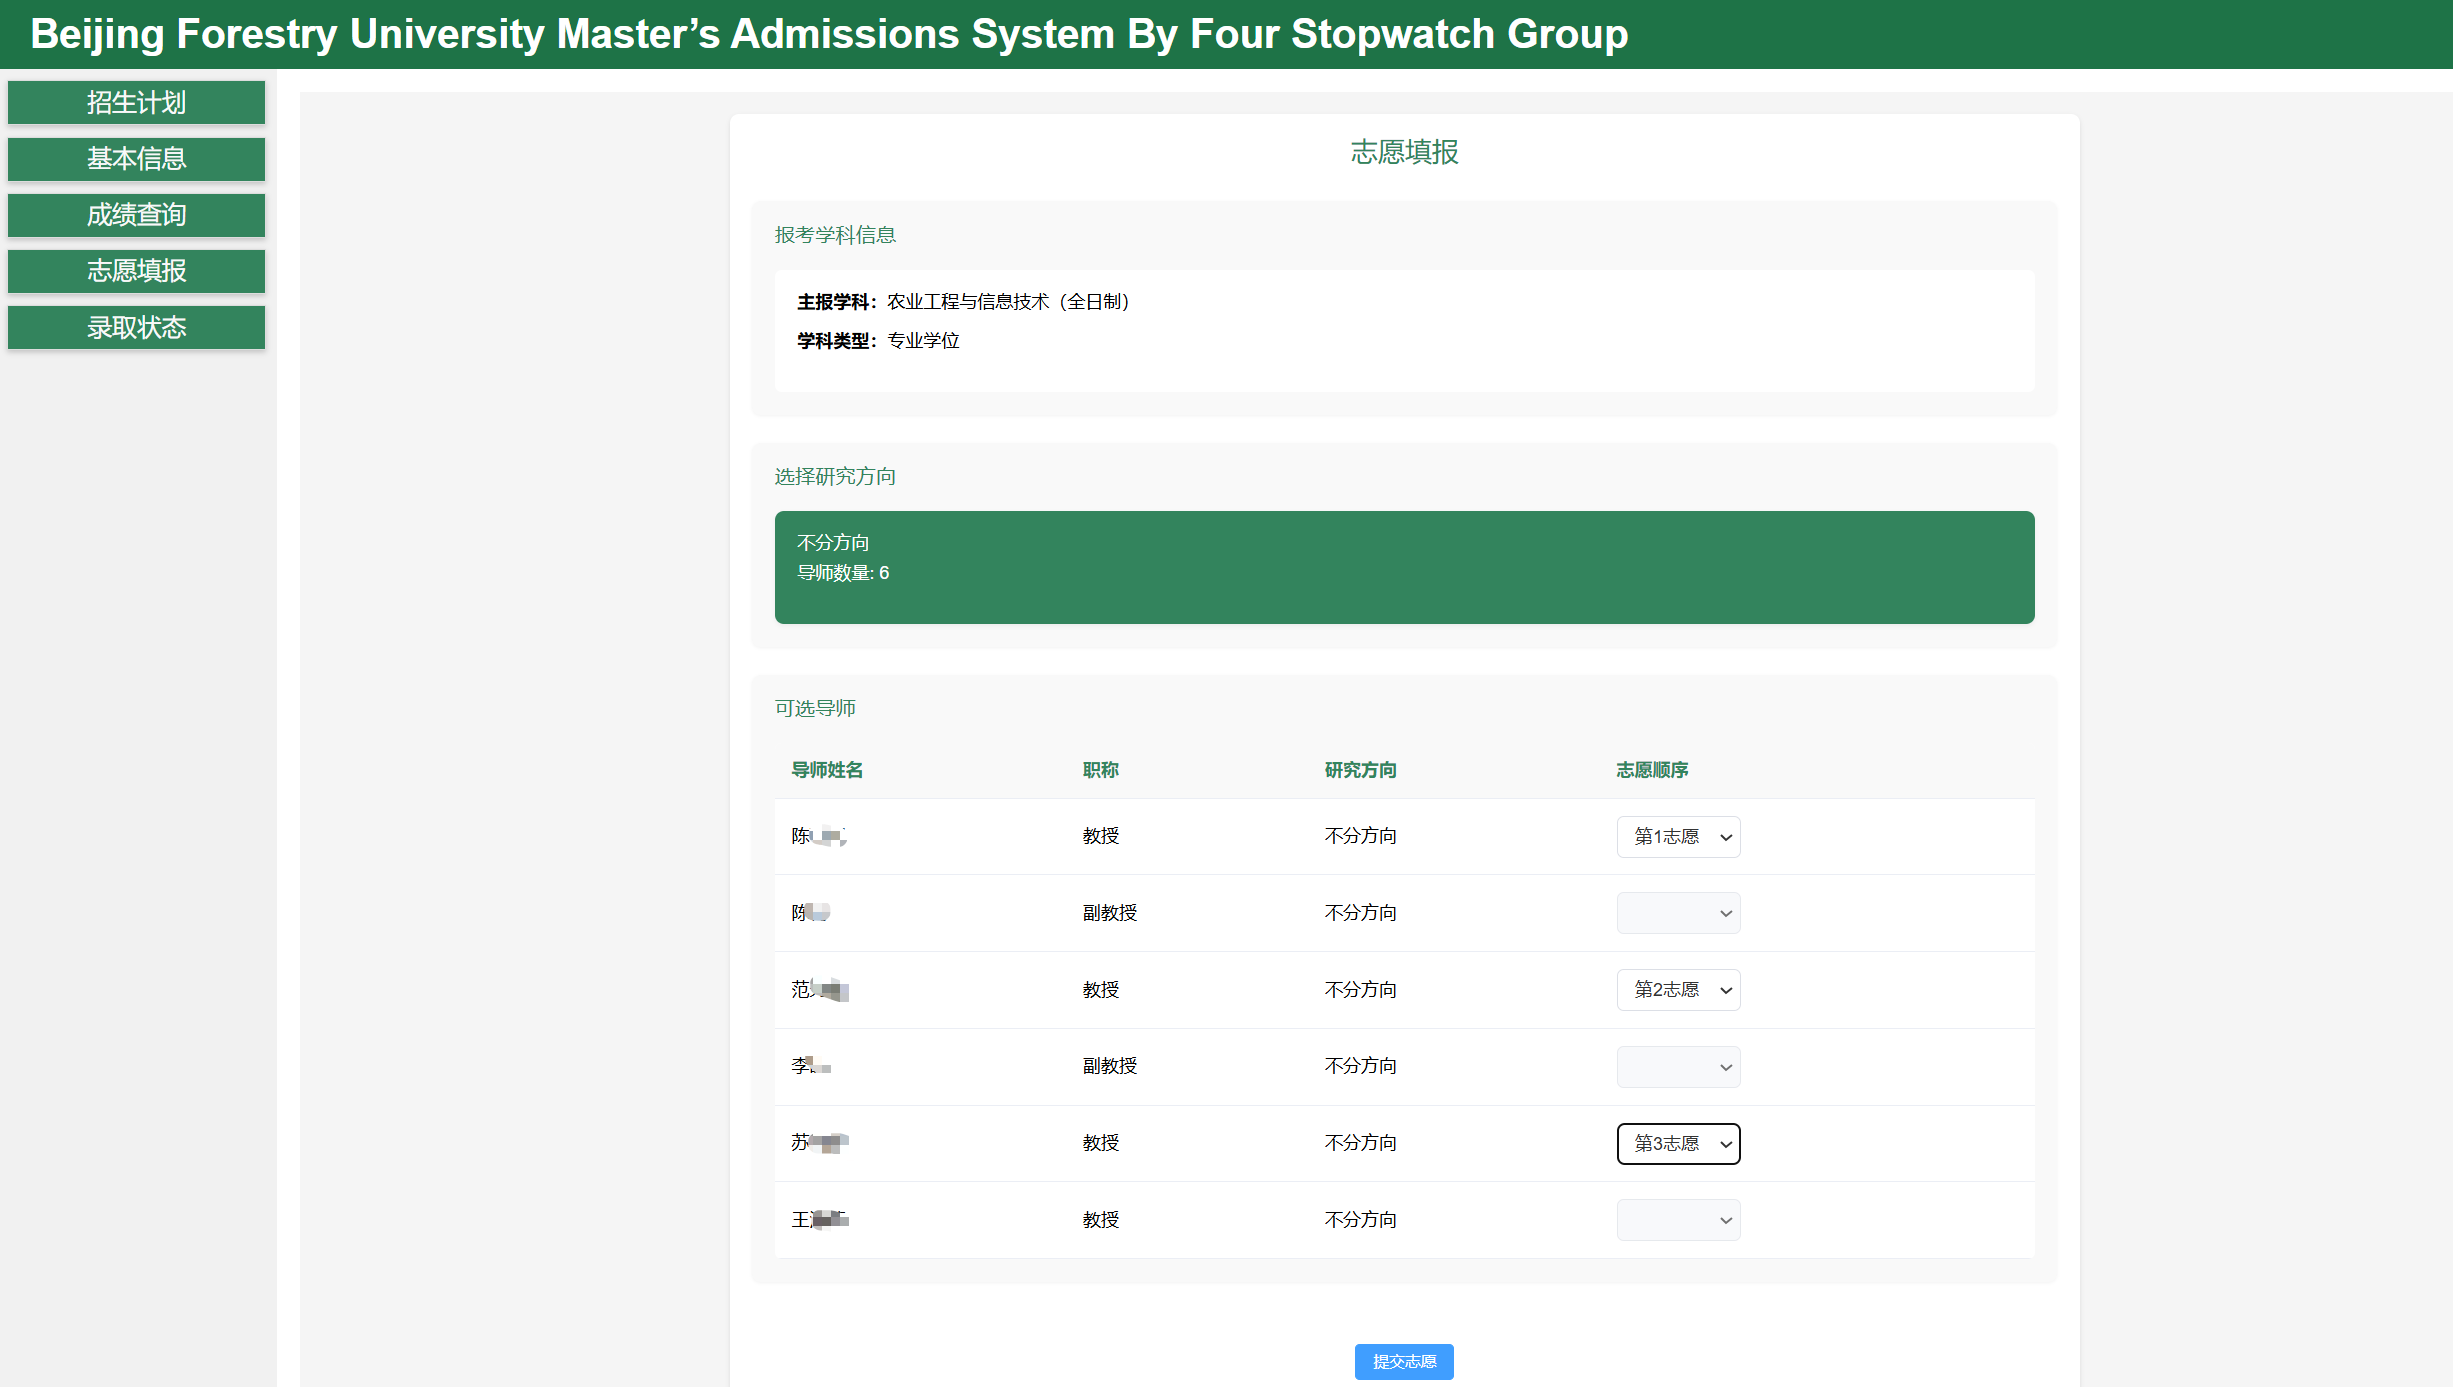 Beijing Forestry University Master’s Admissions System By Four Stopwatch Group
招生计划
基本信息
成绩查询
志愿填报
录取状态
志愿填报
报考学科信息
主报学科：农业工程与信息技术（全日制）
学科类型：专业学位
选择研究方向
不分方向
导师数量: 6
可选导师
导师姓名 职称 研究方向 志愿顺序
陈 教授 不分方向 第1志愿
陈 副教授 不分方向
范 教授 不分方向 第2志愿
李 副教授 不分方向
苏 教授 不分方向 第3志愿
王 教授 不分方向
提交志愿